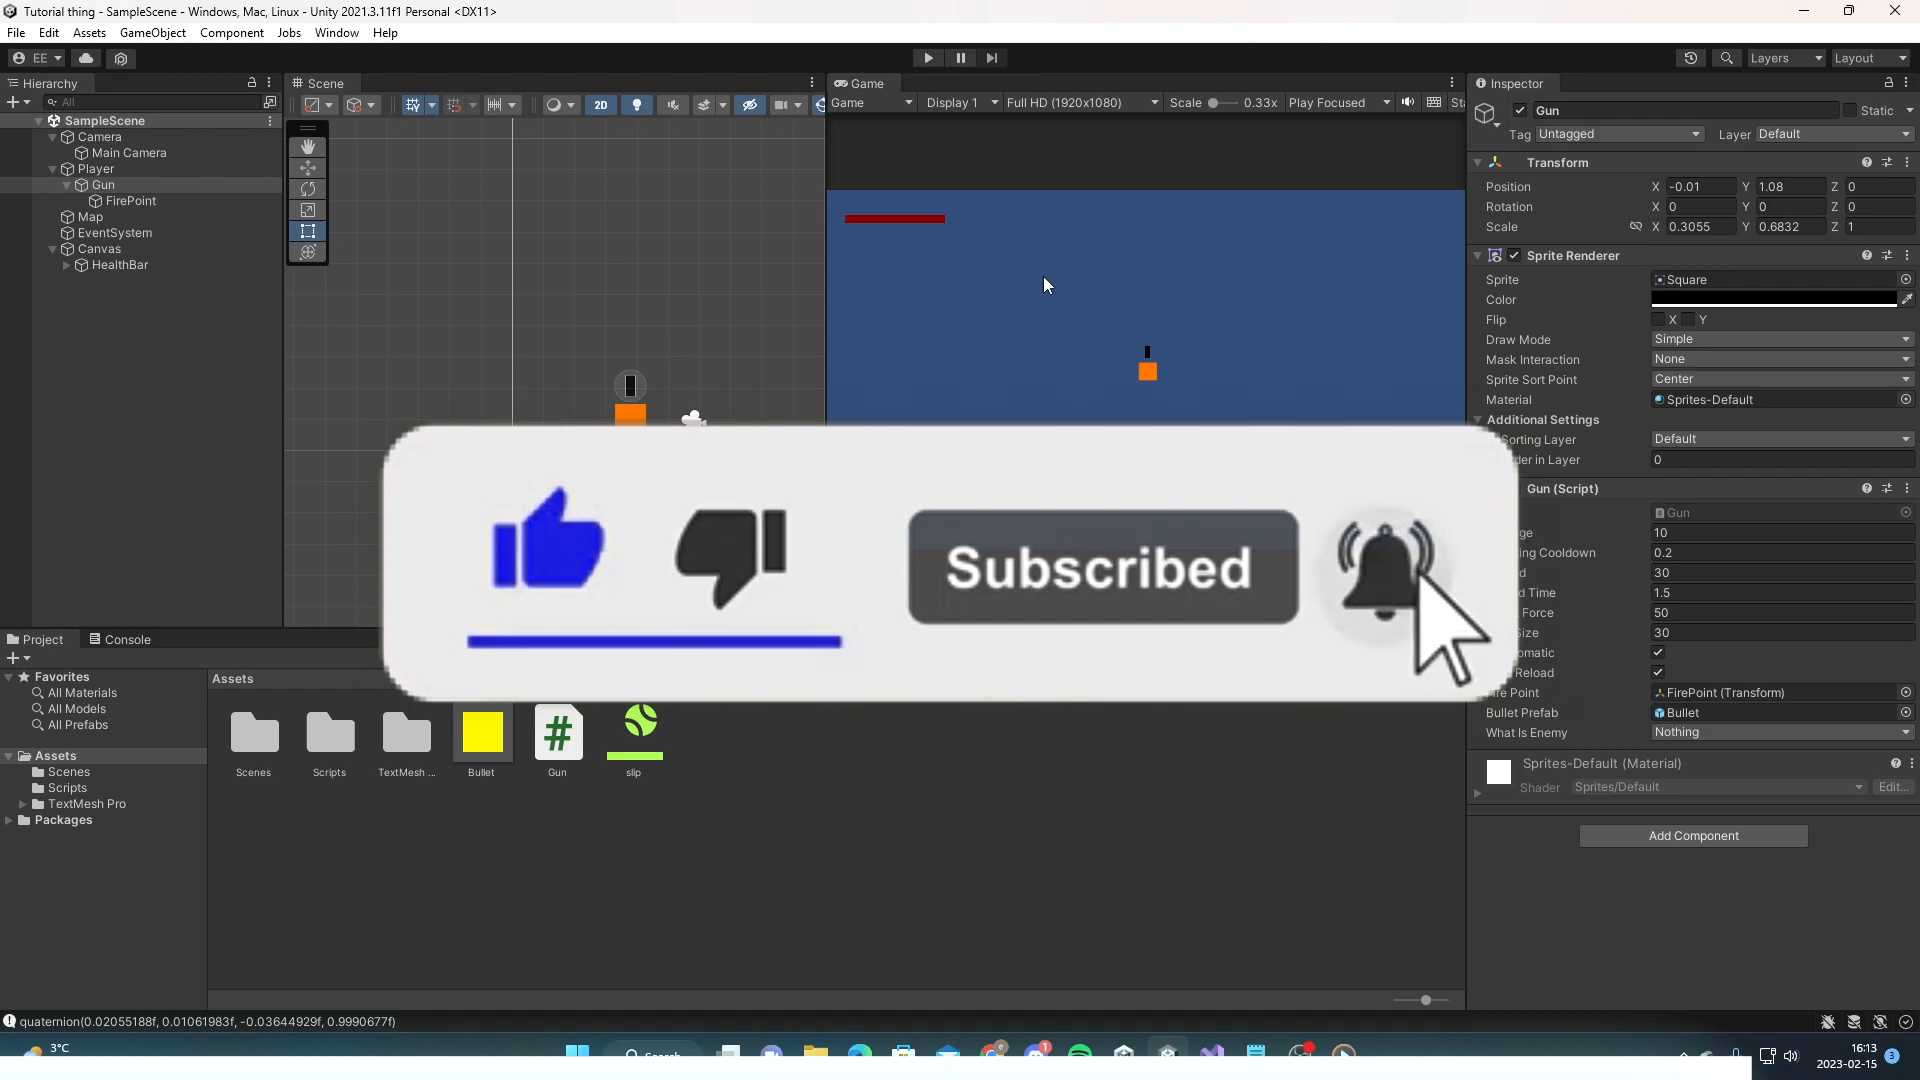 Tutorial thing - SampleScene - Windows, Mac, Linux - Unity 2021.3.11f1 Personal <DX11>
File Edit Assets GameObject Component Jobs Window Help
EE Layers Layout
Hierarchy
All
SampleScene
Camera
Main Camera
Player
Gun
FirePoint
Map
EventSystem
Canvas
HealthBar
Scene
2D
Game
Game Display 1 Full HD (1920x1080) Scale 0.33x Play Focused
Inspector
Gun Static
Tag Untagged Layer Default
Transform
Position X -0.01 Y 1.08 Z 0
Rotation X 0 Y 0 Z 0
Scale X 0.3055 Y 0.6832 Z 1
Sprite Renderer
Sprite Square
Color
Flip X Y
Draw Mode Simple
Mask Interaction None
Sprite Sort Point Center
Material Sprites-Default
Additional Settings
Sorting Layer Default
der in Layer 0
Gun (Script)
Gun
ge 10
ng Cooldown 0.2
d 30
d Time 1.5
Force 50
Size 30
omatic
Reload
re Point FirePoint (Transform)
Bullet Prefab Bullet
What Is Enemy Nothing
Sprites-Default (Material)
Shader Sprites/Default Edit...
Add Component
Subscribed
Project Console
Favorites
All Materials
All Models
All Prefabs
Assets
Scenes
Scripts
TextMesh Pro
Packages
Assets
Scenes Scripts TextMesh ... Bullet Gun slip
#
quaternion(0.02055188f, 0.01061983f, -0.03644929f, 0.9990677f)
3°C
Search
e
1
16:13
2023-02-15
3